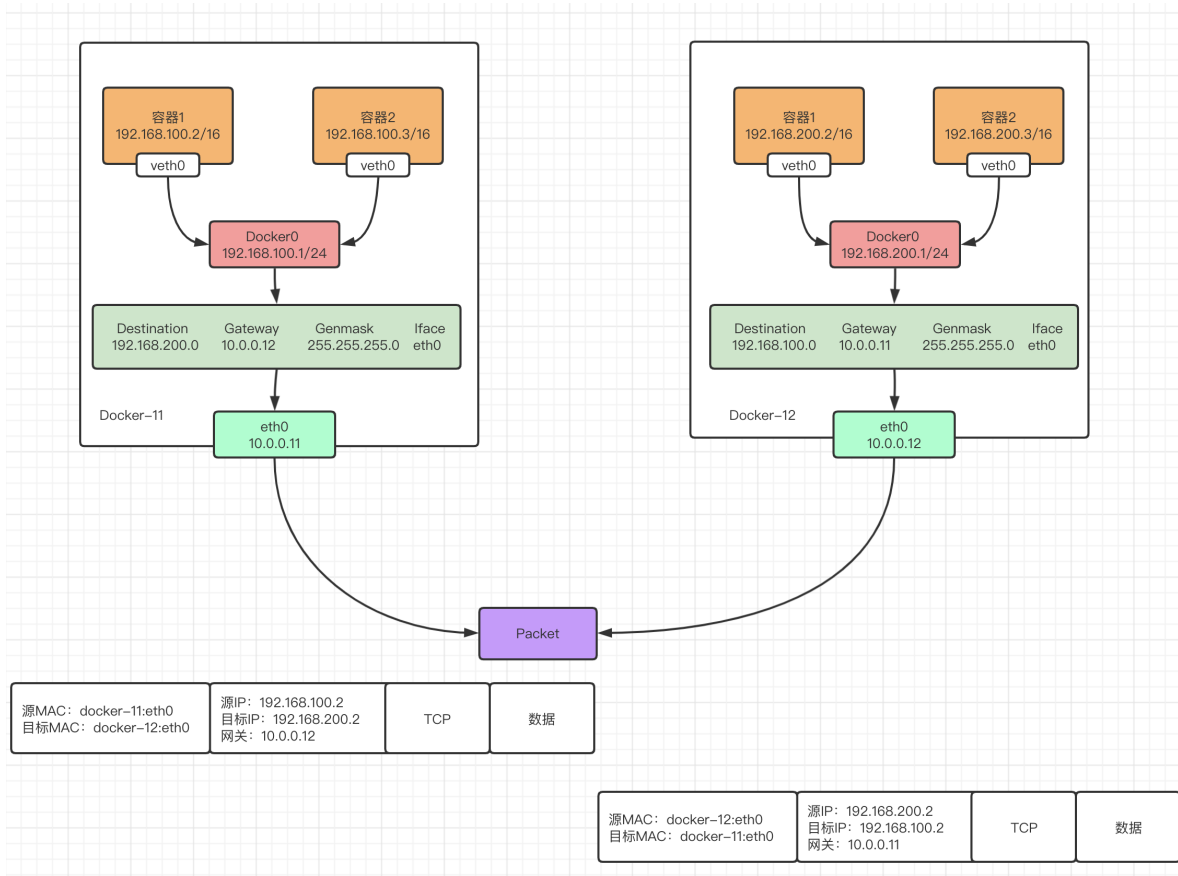 容器1
192.168.100.2/16
veth0
容器2
192.168.100.3/16
veth0
Docker0
192.168.100.1/24
Destination Gateway Genmask Iface
192.168.200.0 10.0.0.12 255.255.255.0 eth0
Docker-11
eth0
10.0.0.11
容器1
192.168.200.2/16
veth0
容器2
192.168.200.3/16
veth0
Docker0
192.168.200.1/24
Destination Gateway Genmask Iface
192.168.100.0 10.0.0.11 255.255.255.0 eth0
Docker-12
eth0
10.0.0.12
Packet
源MAC：docker-11:eth0
目标MAC：docker-12:eth0
源IP：192.168.100.2
目标IP：192.168.200.2
网关：10.0.0.12
TCP
数据
源MAC：docker-12:eth0
目标MAC：docker-11:eth0
源IP：192.168.200.2
目标IP：192.168.100.2
网关：10.0.0.11
TCP
数据